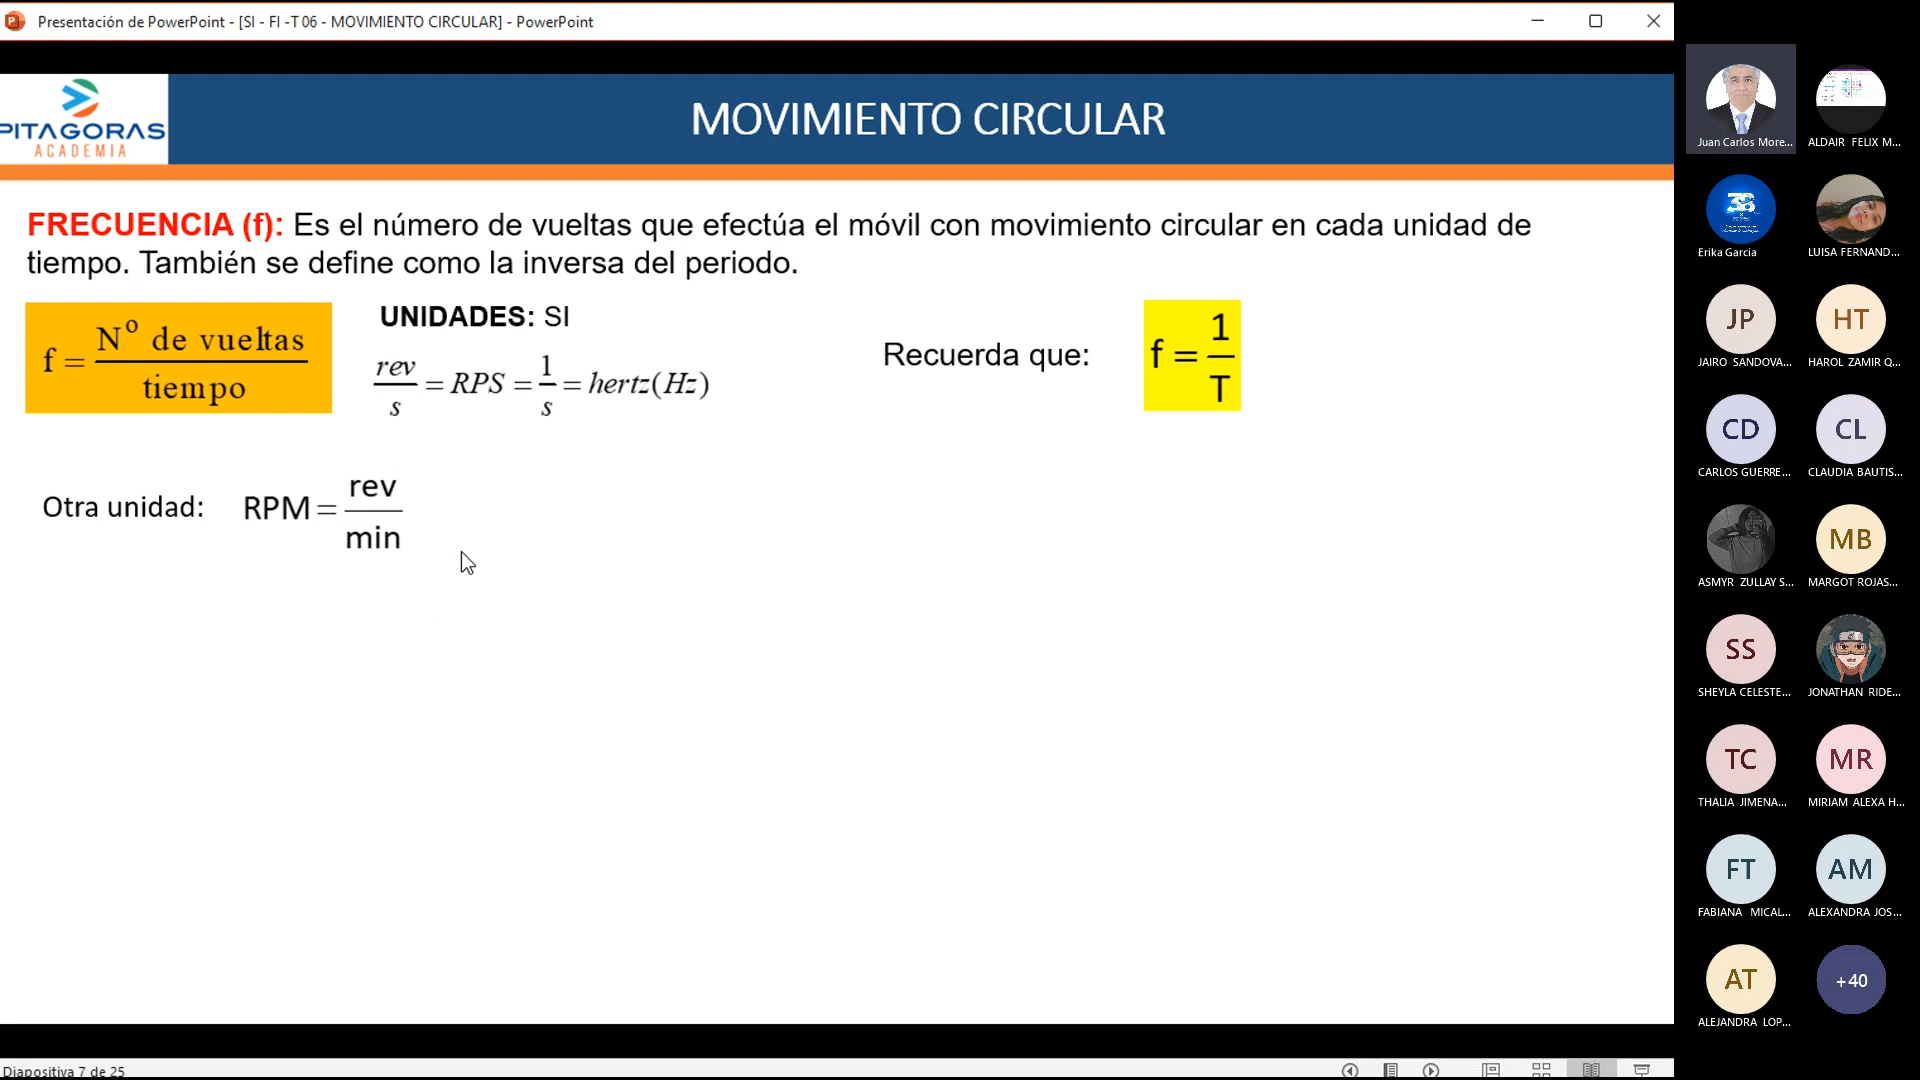 Presentación de PowerPoint - [SI - FI -T 06 - MOVIMIENTO CIRCULAR] - PowerPoint
PITAGORAS
ACADEMIA
MOVIMIENTO CIRCULAR
FRECUENCIA (f): Es el número de vueltas que efectúa el móvil con movimiento circular en cada unidad de
tiempo. También se define como la inversa del periodo.
f = Nº de vueltas / tiempo
UNIDADES: SI
rev/s = RPS = 1/s = hertz(Hz)
Recuerda que:
f = 1/T
Otra unidad: RPM = rev/min
Diapositiva 7 de 25
Juan Carlos More...
ALDAIR FELIX M...
38
Erika Garcia
LUISA FERNAND...
JP
JAIRO SANDOVA...
HT
HAROL ZAMIR Q...
CD
CARLOS GUERRE...
CL
CLAUDIA BAUTIS...
ASMYR ZULLAY S...
MB
MARGOT ROJAS...
SS
SHEYLA CELESTE...
JONATHAN RIDE...
TC
THALIA JIMENA...
MR
MIRIAM ALEXA H...
FT
FABIANA MICAL...
AM
ALEXANDRA JOS...
AT
ALEJANDRA LOP...
+40